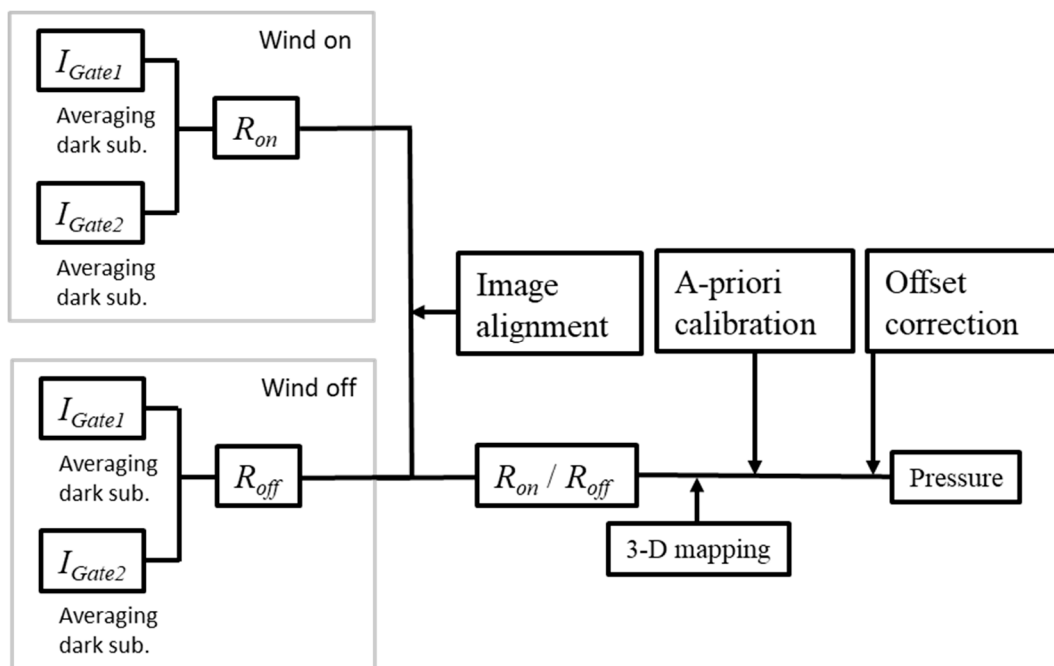 Wind on
I_Gate1
Averaging
dark sub.
R_on
I_Gate2
Averaging
dark sub.
Image
alignment
A-priori
calibration
Offset
correction
Wind off
I_Gate1
Averaging
dark sub.
R_off
I_Gate2
Averaging
dark sub.
R_on / R_off
Pressure
3-D mapping